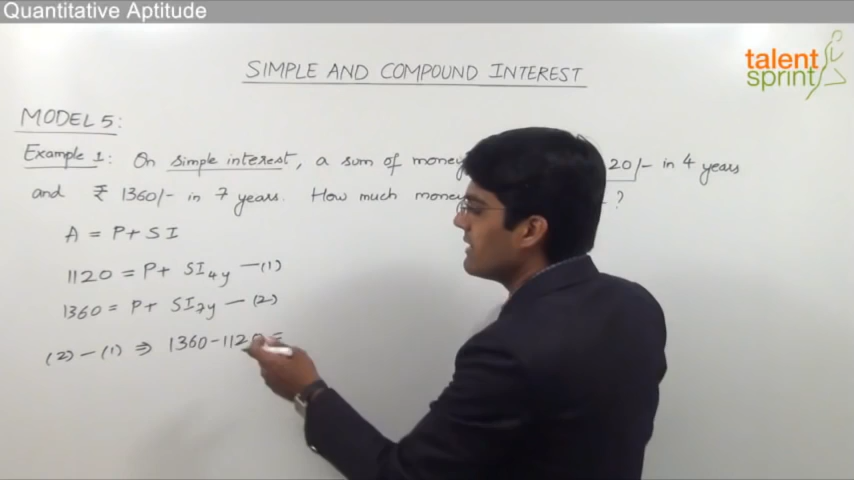 Quantitative Aptitude
talent
sprint
SIMPLE AND COMPOUND INTEREST
MODEL 5:
Example 1: On simple interest, a sum of money 20/- in 4 years
and ₹ 1360/- in 7 years. How much money ?
A = P+ SI
1120 = P+ SI4y —(1)
1360 = P+ SI7y — (2)
(2) — (1) ⇒ 1360-1120 =